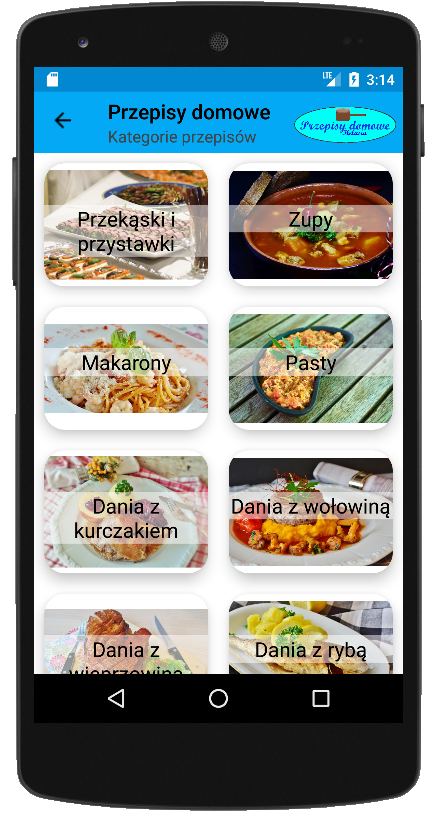 LTE 3:14
Przepisy domowe
Kategorie przepisów
Przepisy domowe
Przekąski i
przystawki
Zupy
Makarony
Pasty
Dania z
kurczakiem
Dania z wołowiną
Dania z
wieprzowiną
Dania z rybą